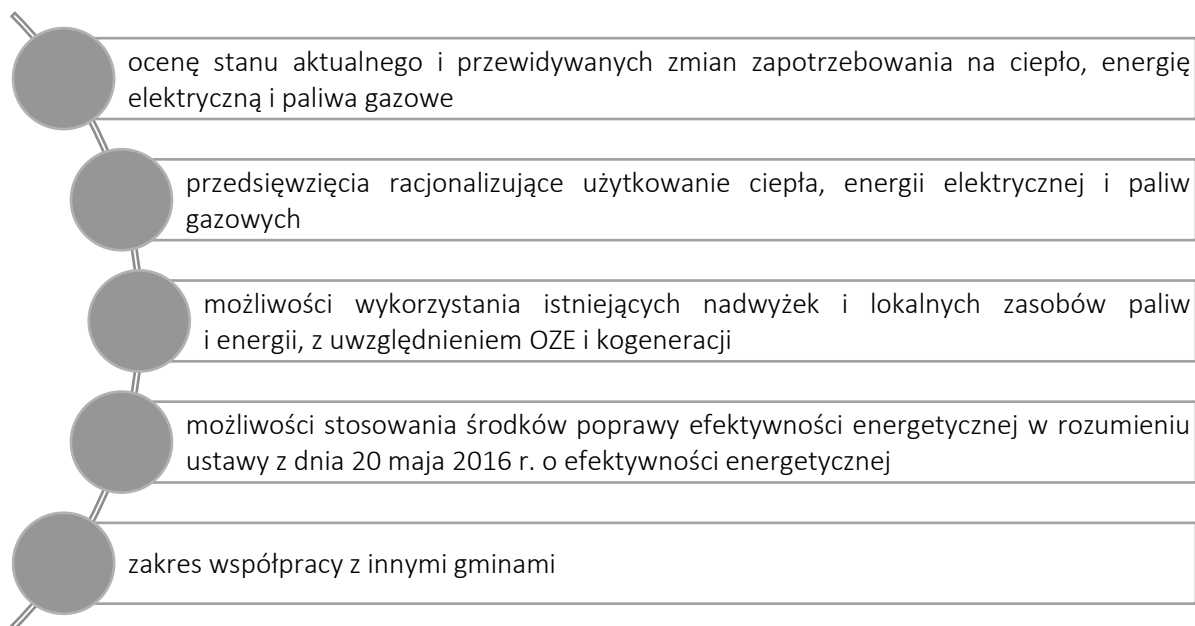 ocenę stanu aktualnego i przewidywanych zmian zapotrzebowania na ciepło, energię
elektryczną i paliwa gazowe
przedsięwzięcia racjonalizujące użytkowanie ciepła, energii elektrycznej i paliw
gazowych
możliwości wykorzystania istniejących nadwyżek i lokalnych zasobów paliw
i energii, z uwzględnieniem OZE i kogeneracji
możliwości stosowania środków poprawy efektywności energetycznej w rozumieniu
ustawy z dnia 20 maja 2016 r. o efektywności energetycznej
zakres współpracy z innymi gminami